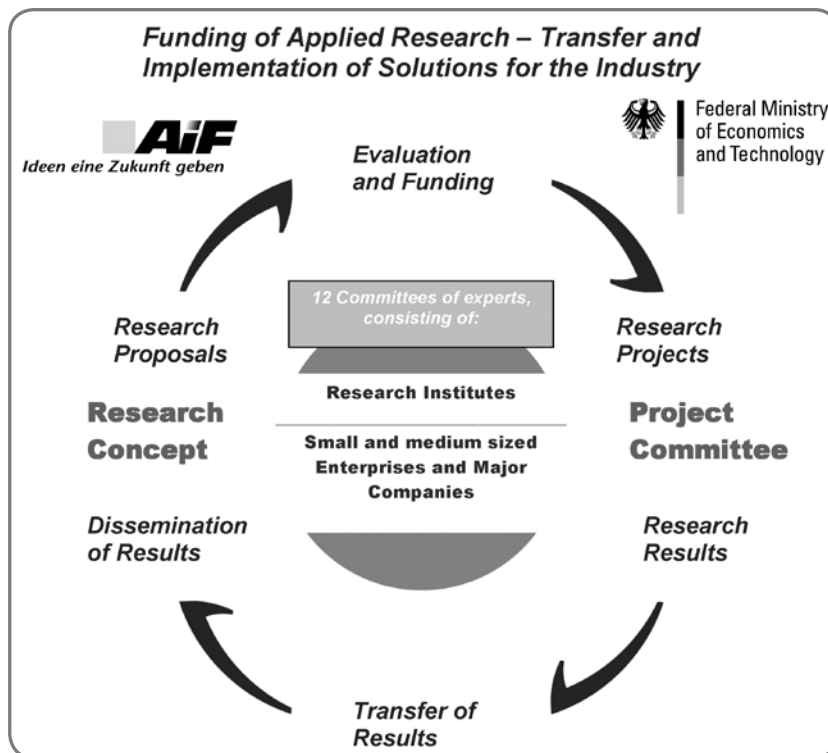 Funding of Applied Research – Transfer and
Implementation of Solutions for the Industry
AiF
Ideen eine Zukunft geben
Federal Ministry
of Economics
and Technology
Evaluation
and Funding
12 Committees of experts,
consisting of:
Research
Proposals
Research
Projects
Research Institutes
Research
Concept
Small and medium sized
Enterprises and Major
Companies
Project
Committee
Dissemination
of Results
Research
Results
Transfer of
Results